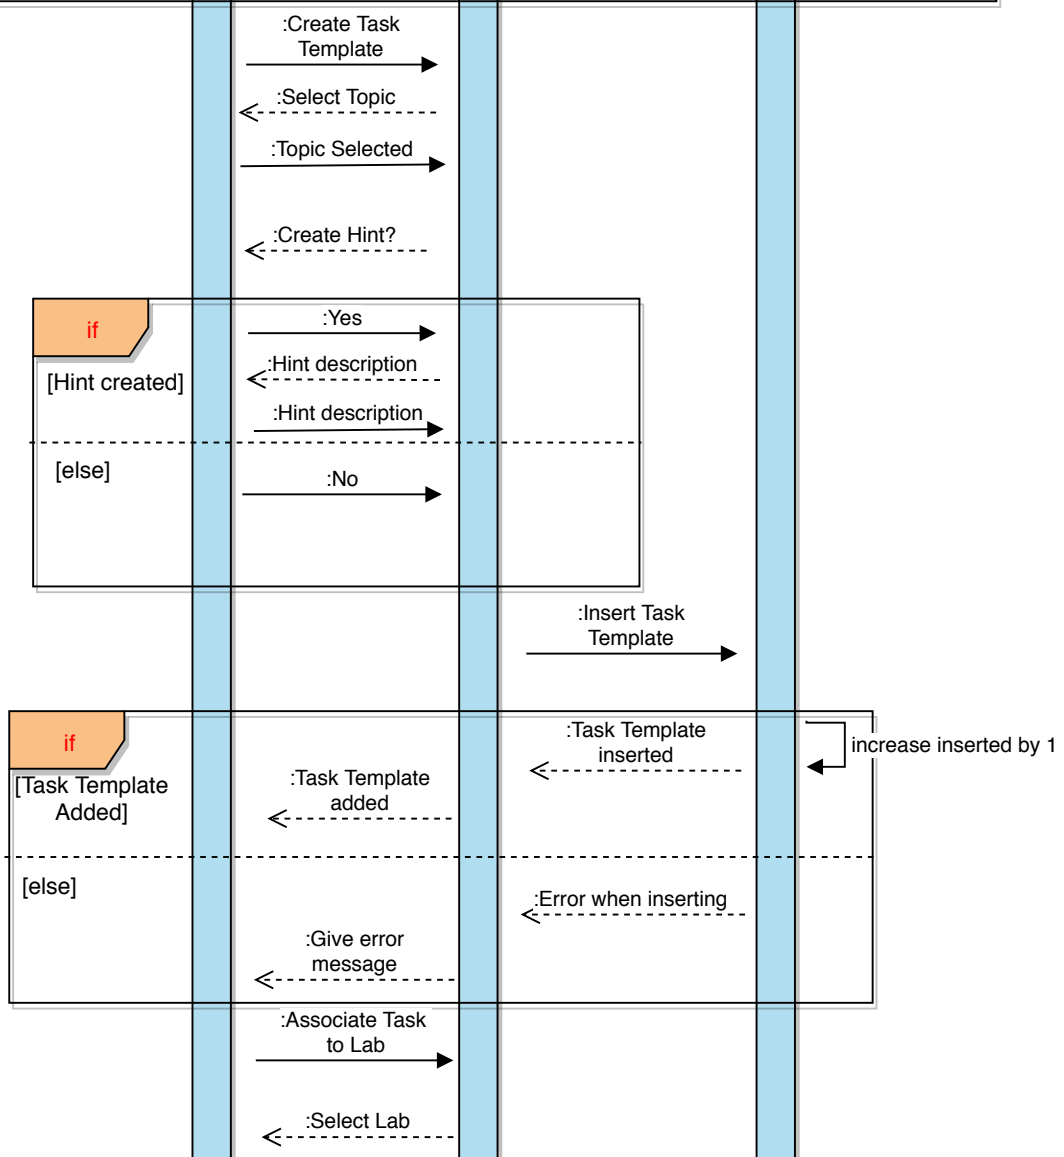 :Create Task
Template
:Select Topic
:Topic Selected
:Create Hint?
if
:Yes
:Hint description
[Hint created]
:Hint description
[else]
:No
:Insert Task
Template
if
:Task Template
inserted
increase inserted by 1
:Task Template
added
[Task Template
Added]
[else]
:Error when inserting
:Give error
message
:Associate Task
to Lab
:Select Lab